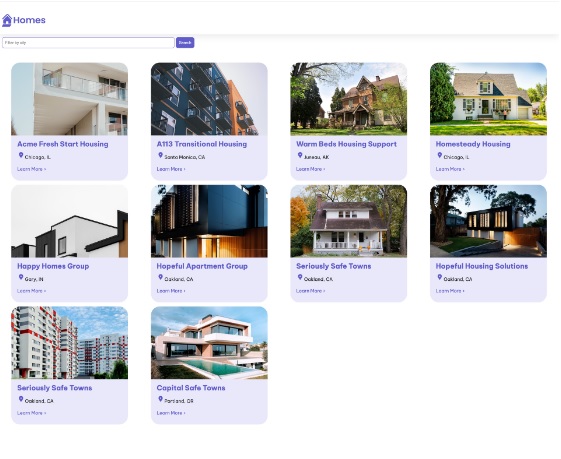 Homes
Filter by city
Search
Acme Fresh Start Housing
Chicago, IL
Learn More ›
A113 Transitional Housing
Santa Monica, CA
Learn More ›
Warm Beds Housing Support
Juneau, AK
Learn More ›
Homesteady Housing
Chicago, IL
Learn More ›
Happy Homes Group
Gary, IN
Learn More ›
Hopeful Apartment Group
Oakland, CA
Learn More ›
Seriously Safe Towns
Oakland, CA
Learn More ›
Hopeful Housing Solutions
Oakland, CA
Learn More ›
Seriously Safe Towns
Oakland, CA
Learn More ›
Capital Safe Towns
Portland, OR
Learn More ›